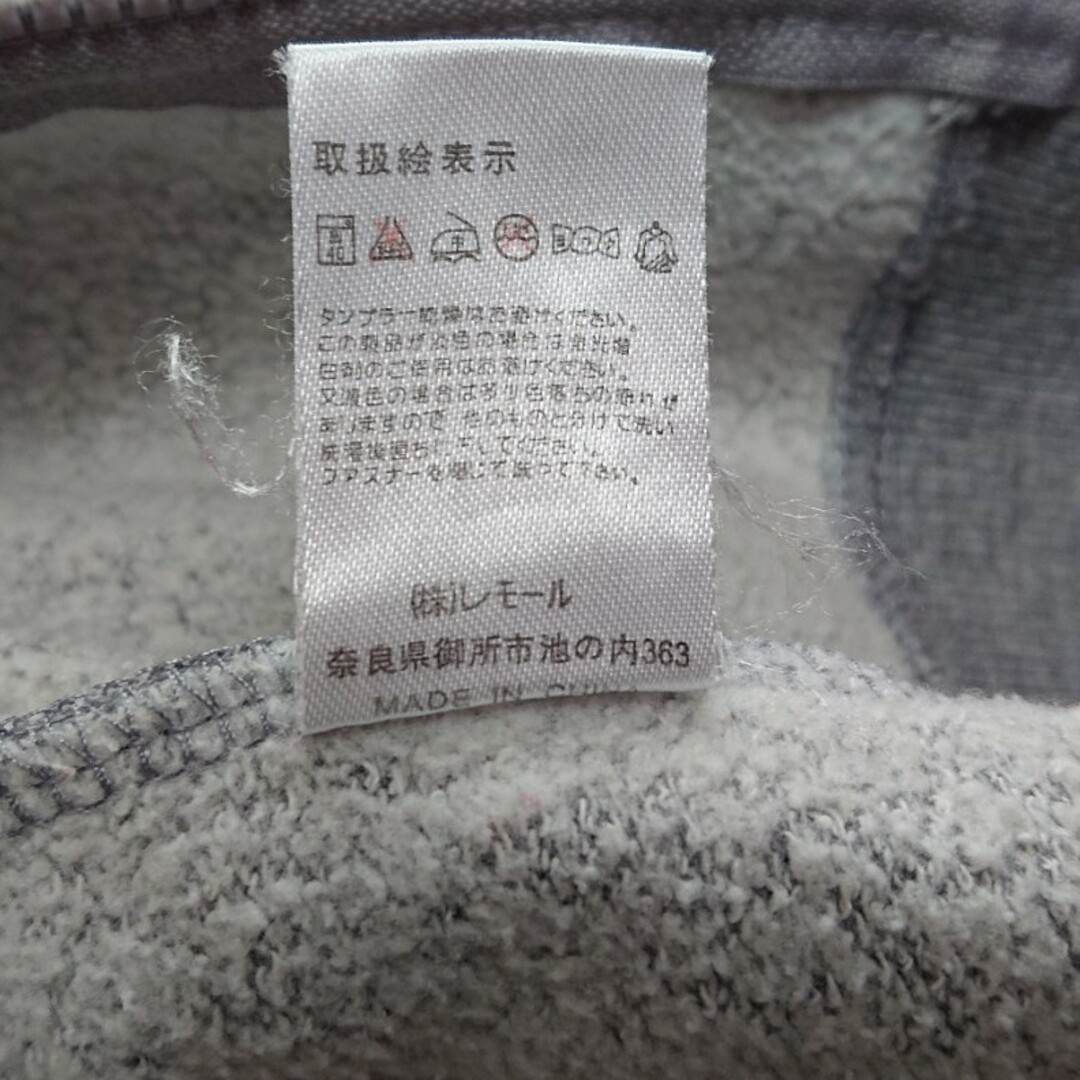 取扱絵表示
タンブラー乾燥はお避けください。
この製品が淡色の場合は蛍光増
白剤のご使用はお避けください。
又濃色の場合は多少色落ちの恐れが
ありますので他のものと分けて洗い
洗濯後直ちに干してください。
ファスナーを閉じて洗って下さい。
(株)レモール
奈良県御所市池の内363
MADE IN